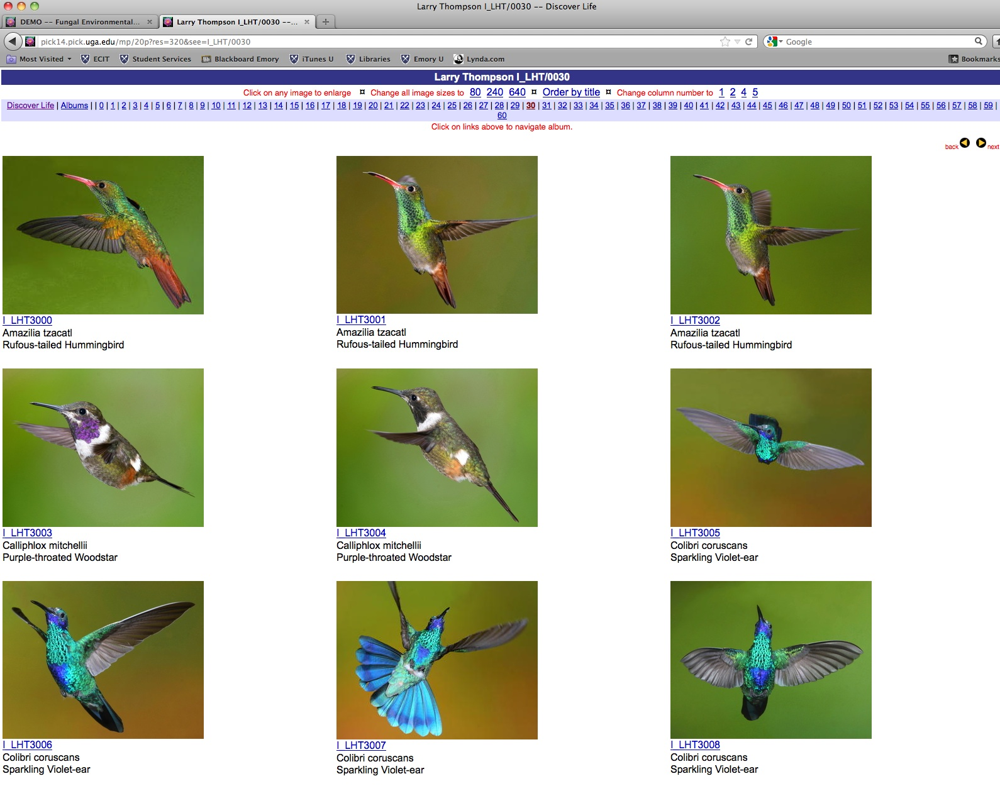 Larry Thompson I_LHT/0030 -- Discover Life
DEMO -- Fungal Environmental...
Larry Thompson I_LHT/0030 --...
pick14.pick.uga.edu/mp/20p?res=320&see=I_LHT/0030
Google
Most Visited ECIT Student Services Bb Blackboard Emory iTunes U Libraries Emory U Lynda.com Bookmarks
Larry Thompson I_LHT/0030
Click on any image to enlarge ¤ Change all image sizes to 80 240 640 ¤ Order by title ¤ Change column number to 1 2 4 5
Discover Life | Albums | | 0 | 1 | 2 | 3 | 4 | 5 | 6 | 7 | 8 | 9 | 10 | 11 | 12 | 13 | 14 | 15 | 16 | 17 | 18 | 19 | 20 | 21 | 22 | 23 | 24 | 25 | 26 | 27 | 28 | 29 | 30 | 31 | 32 | 33 | 34 | 35 | 36 | 37 | 38 | 39 | 40 | 41 | 42 | 43 | 44 | 45 | 46 | 47 | 48 | 49 | 50 | 51 | 52 | 53 | 54 | 55 | 56 | 57 | 58 | 59 |
60
Click on links above to navigate album.
back next
I_LHT3000
Amazilia tzacatl
Rufous-tailed Hummingbird
I_LHT3001
Amazilia tzacatl
Rufous-tailed Hummingbird
I_LHT3002
Amazilia tzacatl
Rufous-tailed Hummingbird
I_LHT3003
Calliphlox mitchellii
Purple-throated Woodstar
I_LHT3004
Calliphlox mitchellii
Purple-throated Woodstar
I_LHT3005
Colibri coruscans
Sparkling Violet-ear
I_LHT3006
Colibri coruscans
Sparkling Violet-ear
I_LHT3007
Colibri coruscans
Sparkling Violet-ear
I_LHT3008
Colibri coruscans
Sparkling Violet-ear